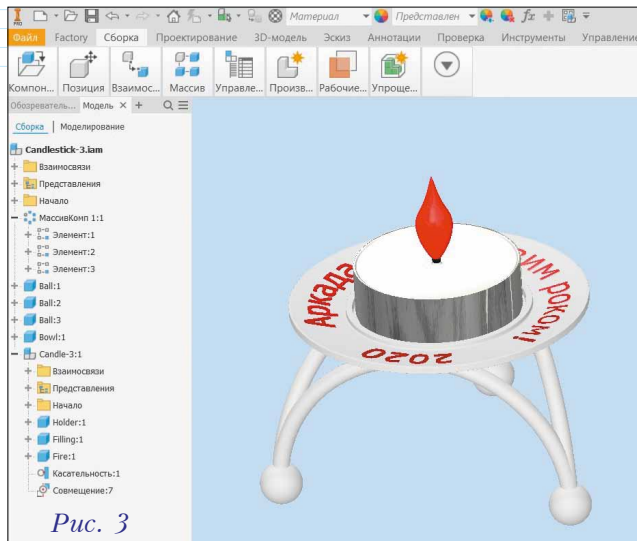 PRO
Материал
Представлен
Файл Factory Сборка Проектирование 3D-модель Эскиз Аннотации Проверка Инструменты Управление
Компон... Позиция Взаимос... Массив Управле... Произв... Рабочие... Упроще...
Обозреватель... Модель × +
Сборка | Моделирование
Candlestick-3.iam
Взаимосвязи
Представления
Начало
МассивКомп 1:1
Элемент:1
Элемент:2
Элемент:3
Ball:1
Ball:2
Ball:3
Bowl:1
Candle-3:1
Взаимосвязи
Представления
Начало
Holder:1
Filling:1
Fire:1
Касательность:1
Совмещение:7
Аркада
2020
роком!
Рис. 3